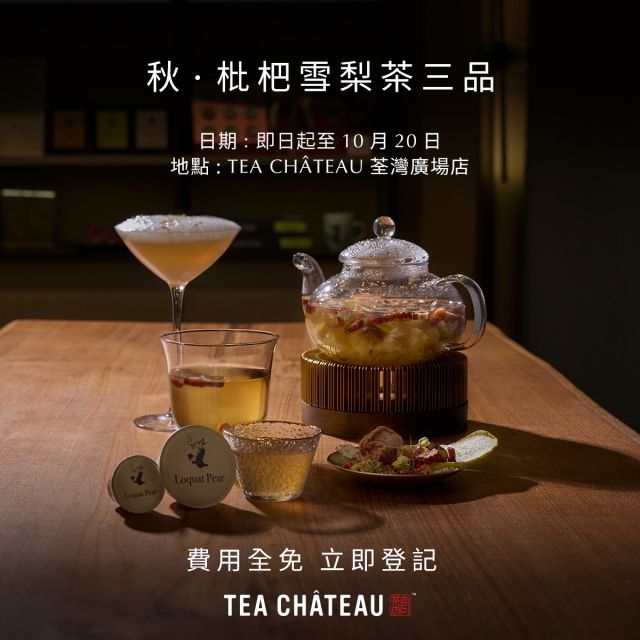 秋·枇杷雪梨茶三品
日期：即日起至 10 月 20 日
地點：TEA CHÂTEAU 荃灣廣場店
Loquat Pear
Loquat Pear
費用全免 立即登記
TEA CHÂTEAU ™